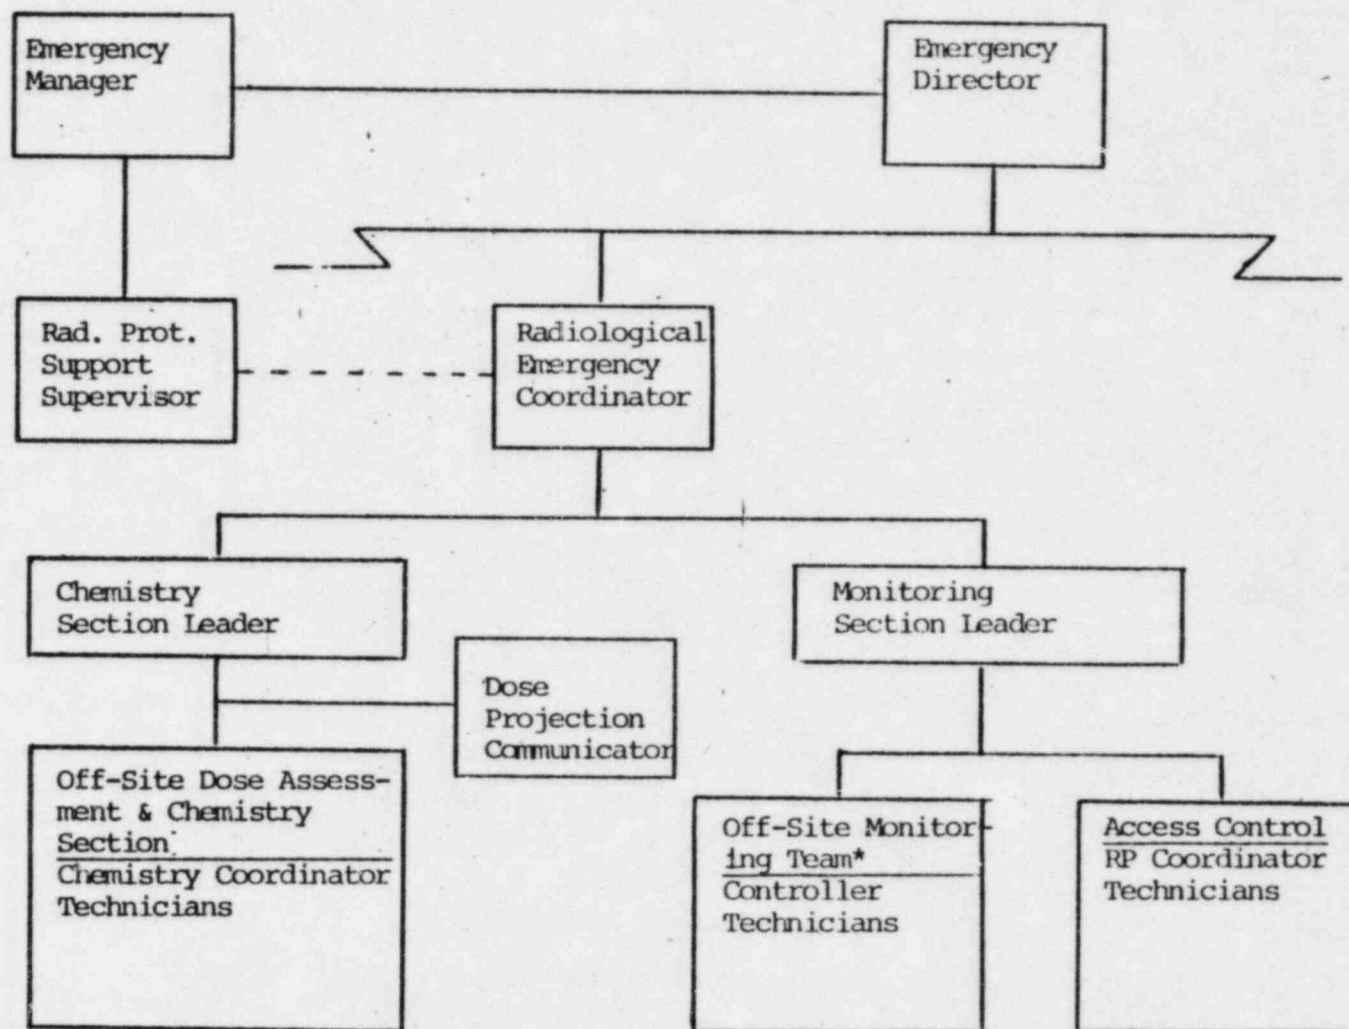 Emergency
Manager
Emergency
Director
Rad. Prot.
Support
Supervisor
Radiological
Emergency
Coordinator
Chemistry
Section Leader
Monitoring
Section Leader
Dose
Projection
Communicator
Off-Site Dose Assess-
ment & Chemistry
Section
Chemistry Coordinator
Technicians
Off-Site Monitor-
ing Team*
Controller
Technicians
Access Control
RP Coordinator
Technicians